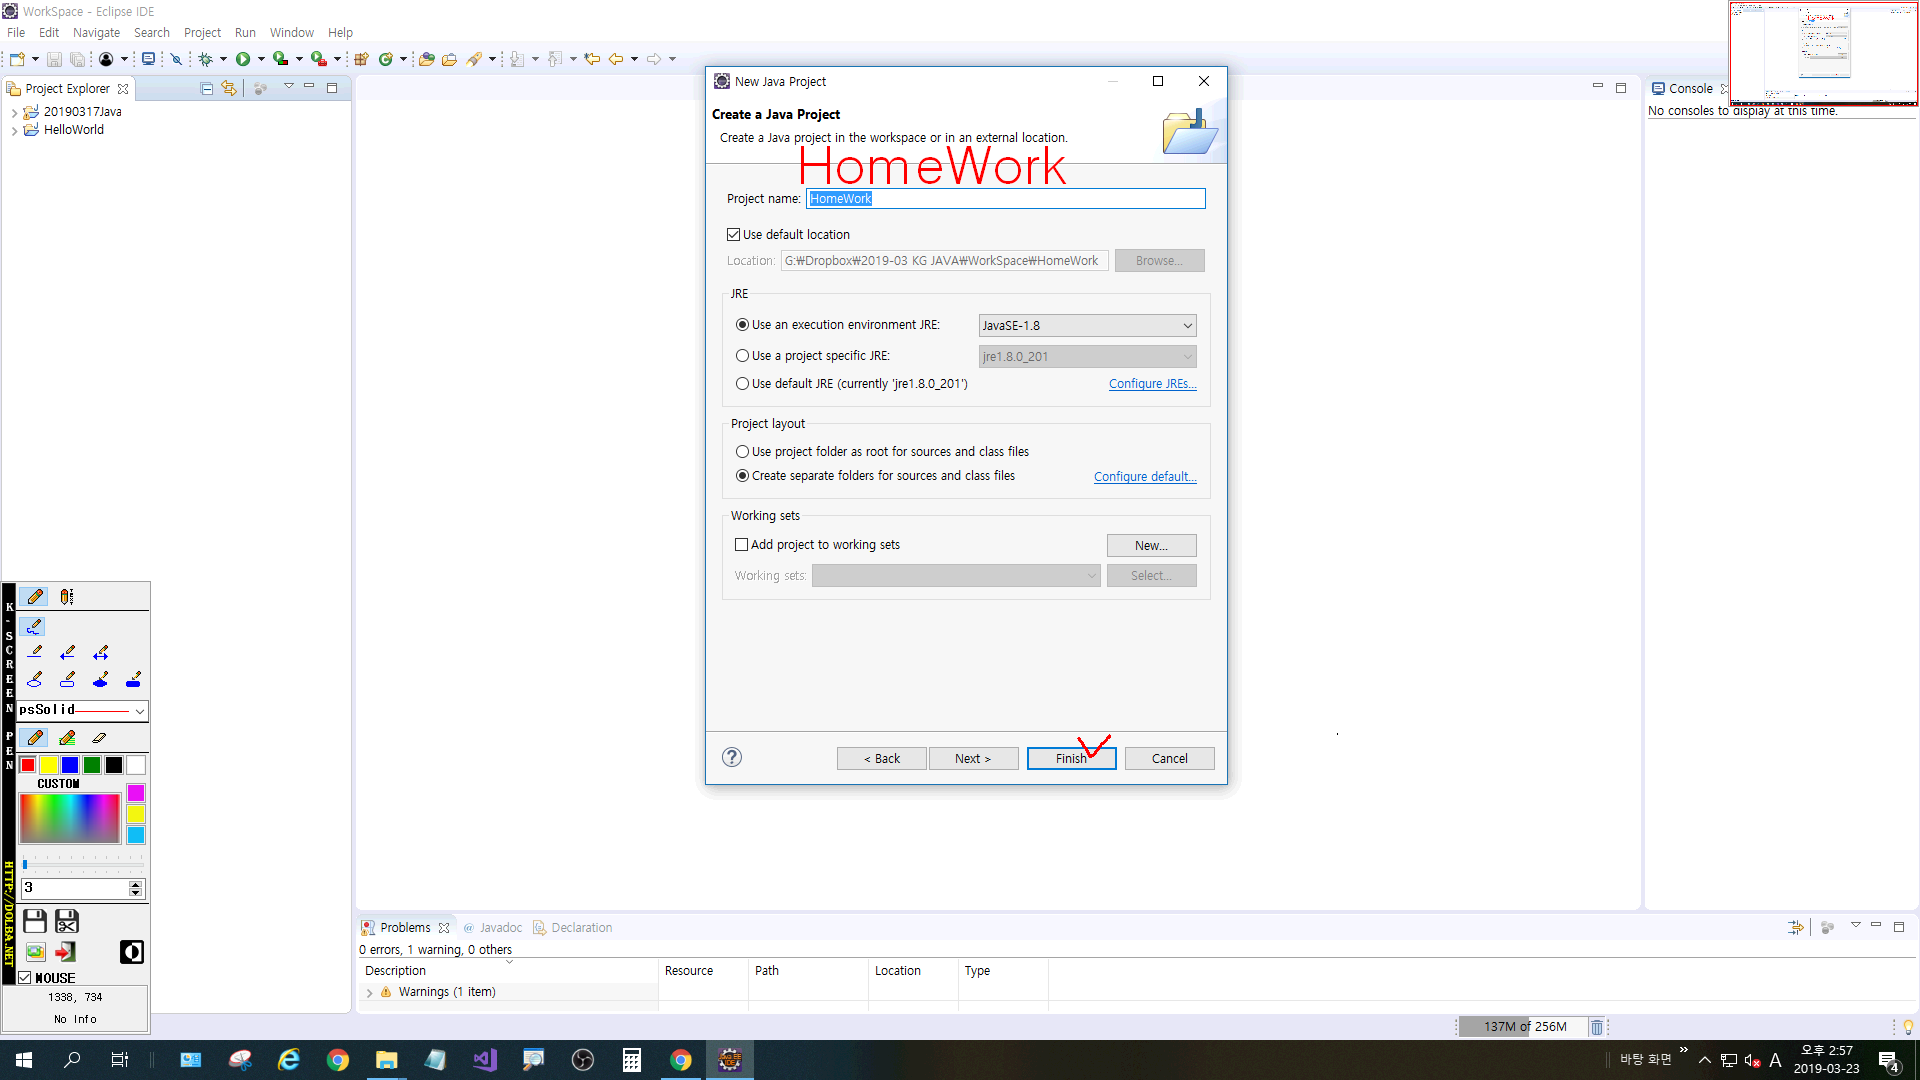 WorkSpace - Eclipse IDE
File Edit Navigate Search Project Run Window Help
Project Explorer
20190317Java
HelloWorld
New Java Project
Create a Java Project
Create a Java project in the workspace or in an external location.
HomeWork
Project name: HomeWork
Use default location
Location: G:₩Dropbox₩2019-03 KG JAVA₩WorkSpace₩HomeWork Browse...
JRE
Use an execution environment JRE: JavaSE-1.8
Use a project specific JRE: jre1.8.0_201
Use default JRE (currently 'jre1.8.0_201') Configure JREs...
Project layout
Use project folder as root for sources and class files
Create separate folders for sources and class files Configure default...
Working sets
Add project to working sets New...
Working sets: Select...
< Back Next > Finish Cancel
Console
No consoles to display at this time.
K-SCREEN PEN
HTTP://DOLBA.NET
psSolid
CUSTOM
3
MOUSE
1338, 734
No Info
Problems @ Javadoc Declaration
0 errors, 1 warning, 0 others
Description Resource Path Location Type
Warnings (1 item)
137M of 256M
바탕 화면 » A 오후 2:57
2019-03-23
4